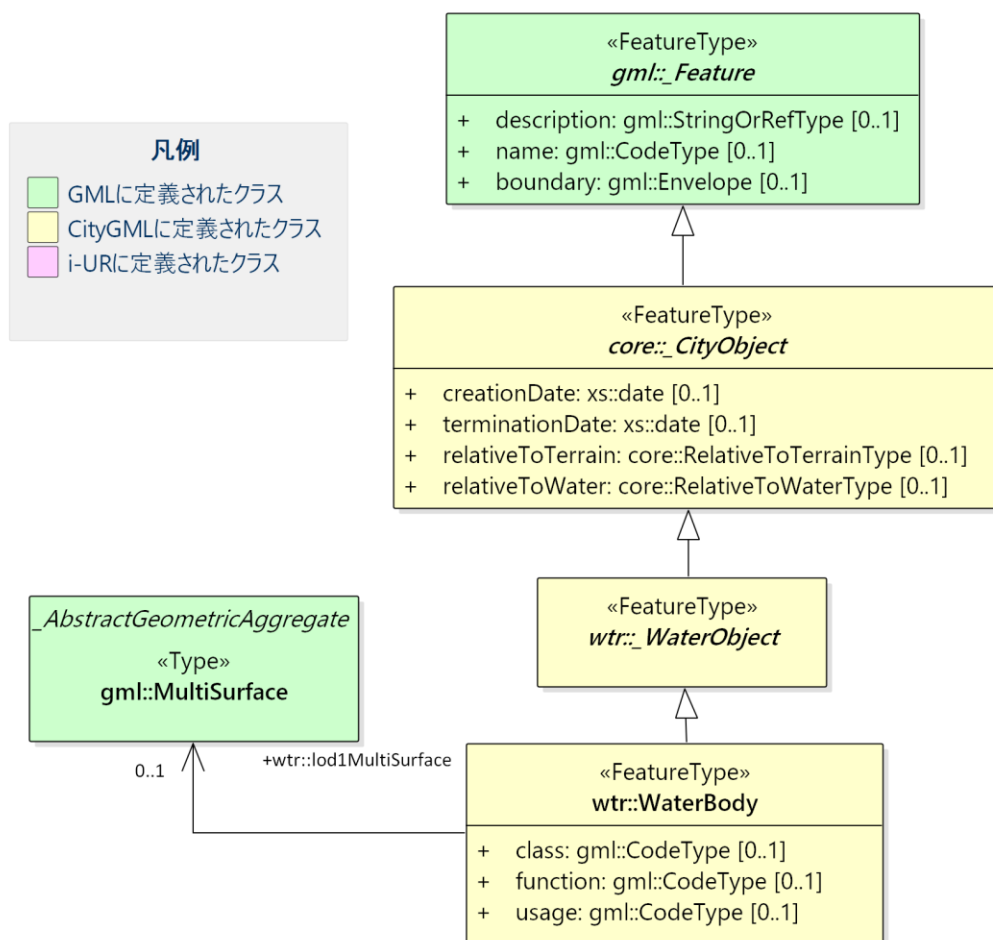 «FeatureType»
gml::_Feature
+ description: gml::StringOrRefType [0..1]
+ name: gml::CodeType [0..1]
+ boundary: gml::Envelope [0..1]
凡例
GMLに定義されたクラス
CityGMLに定義されたクラス
i-URに定義されたクラス
«FeatureType»
core::_CityObject
+ creationDate: xs::date [0..1]
+ terminationDate: xs::date [0..1]
+ relativeToTerrain: core::RelativeToTerrainType [0..1]
+ relativeToWater: core::RelativeToWaterType [0..1]
«FeatureType»
wtr::_WaterObject
_AbstractGeometricAggregate
«Type»
gml::MultiSurface
0..1
+wtr::lod1MultiSurface
«FeatureType»
wtr::WaterBody
+ class: gml::CodeType [0..1]
+ function: gml::CodeType [0..1]
+ usage: gml::CodeType [0..1]